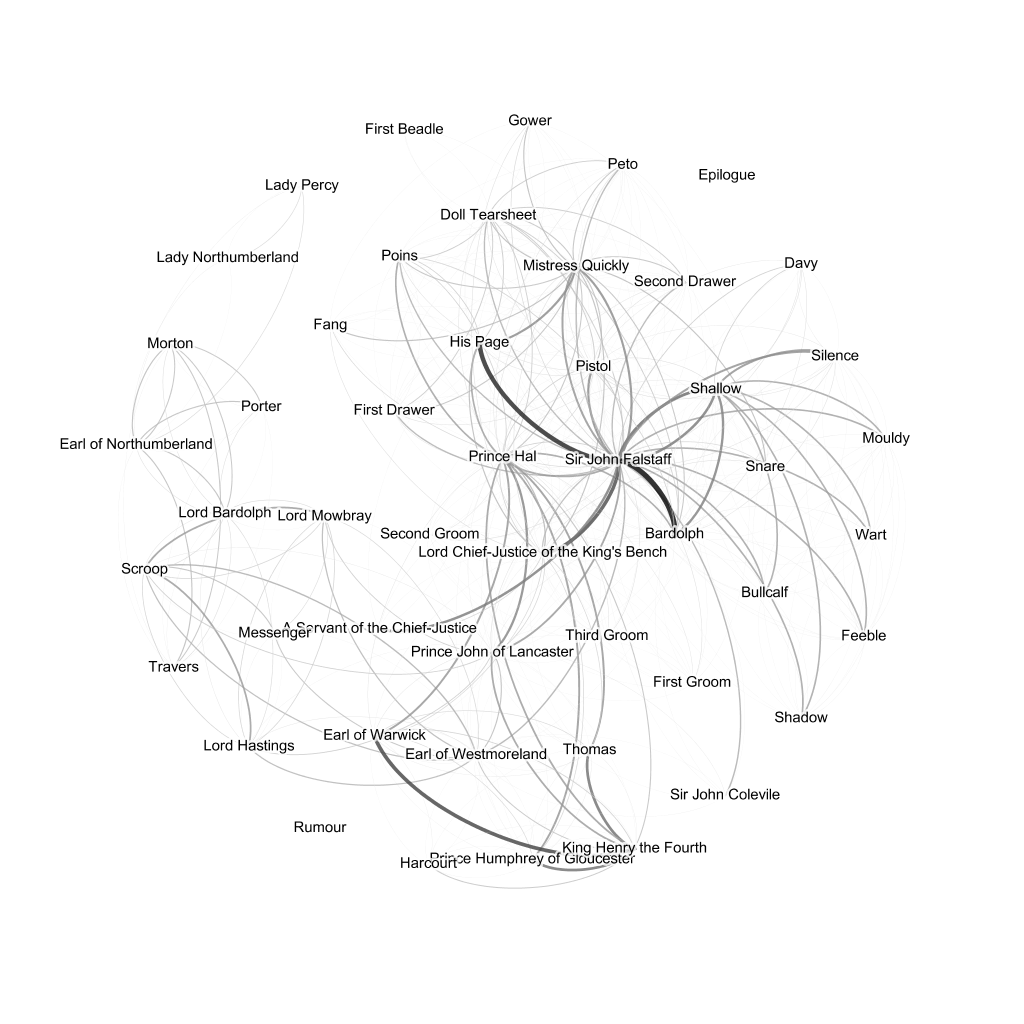 Gower
First Beadle
Peto
Epilogue
Lady Percy
Doll Tearsheet
Poins
Lady Northumberland
Mistress Quickly
Davy
Second Drawer
Fang
Morton
His Page
Silence
Pistol
Shallow
Porter
First Drawer
Mouldy
Earl of Northumberland
Prince Hal
Sir John Falstaff
Snare
Lord Bardolph
Lord Mowbray
Second Groom
Bardolph
Wart
Lord Chief-Justice of the King's Bench
Scroop
Bullcalf
A Servant of the Chief-Justice
Messenger
Third Groom
Feeble
Prince John of Lancaster
Travers
First Groom
Shadow
Earl of Warwick
Lord Hastings
Earl of Westmoreland
Thomas
Sir John Colevile
Rumour
King Henry the Fourth
Prince Humphrey of Gloucester
Harcourt